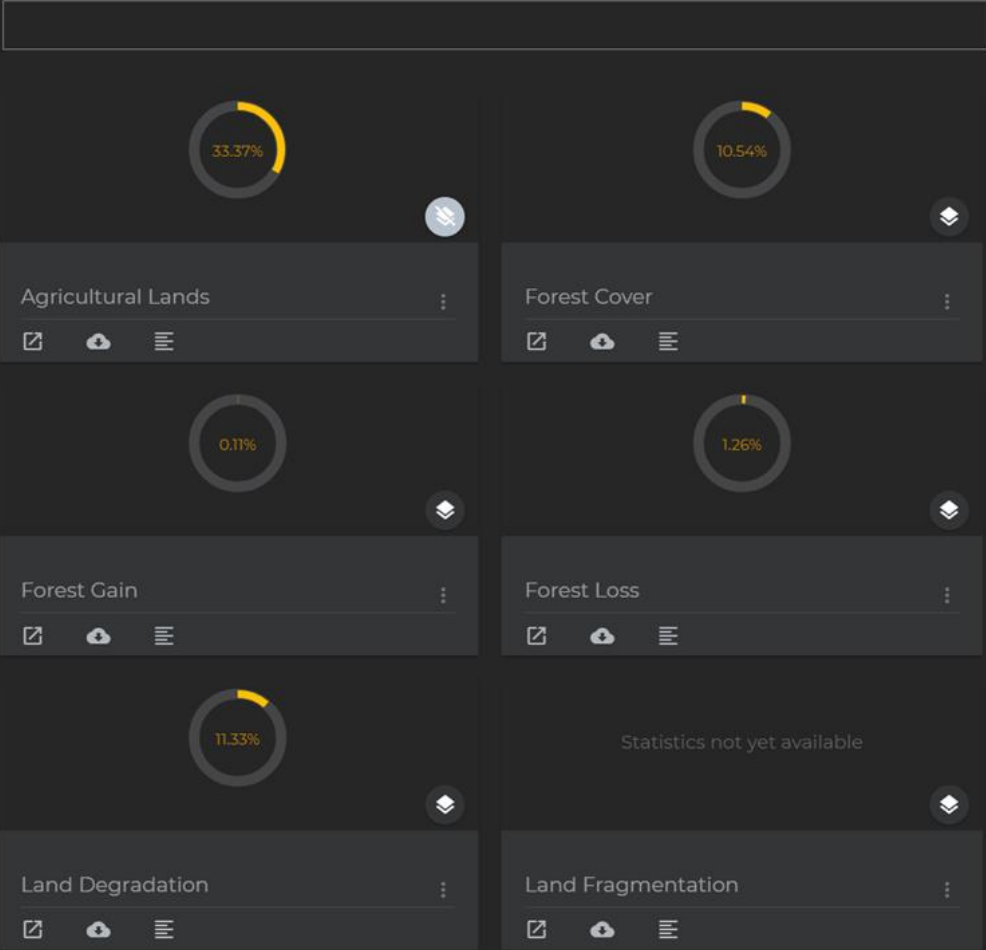 33.37%
10.54%
Agricultural Lands
Forest Cover
0.11%
1.26%
Forest Gain
Forest Loss
11.33%
Statistics not yet available
Land Degradation
Land Fragmentation